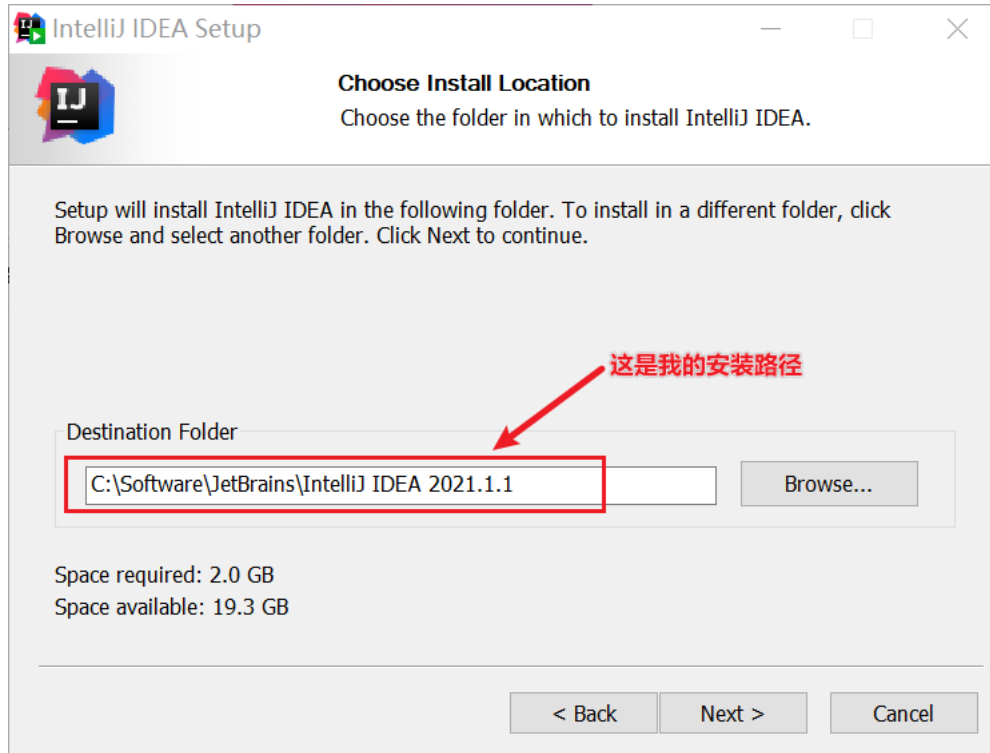 IntelliJ IDEA Setup
IJ
Choose Install Location
Choose the folder in which to install IntelliJ IDEA.
Setup will install IntelliJ IDEA in the following folder. To install in a different folder, click
Browse and select another folder. Click Next to continue.
这是我的安装路径
Destination Folder
C:\Software\JetBrains\IntelliJ IDEA 2021.1.1
Browse...
Space required: 2.0 GB
Space available: 19.3 GB
< Back
Next >
Cancel